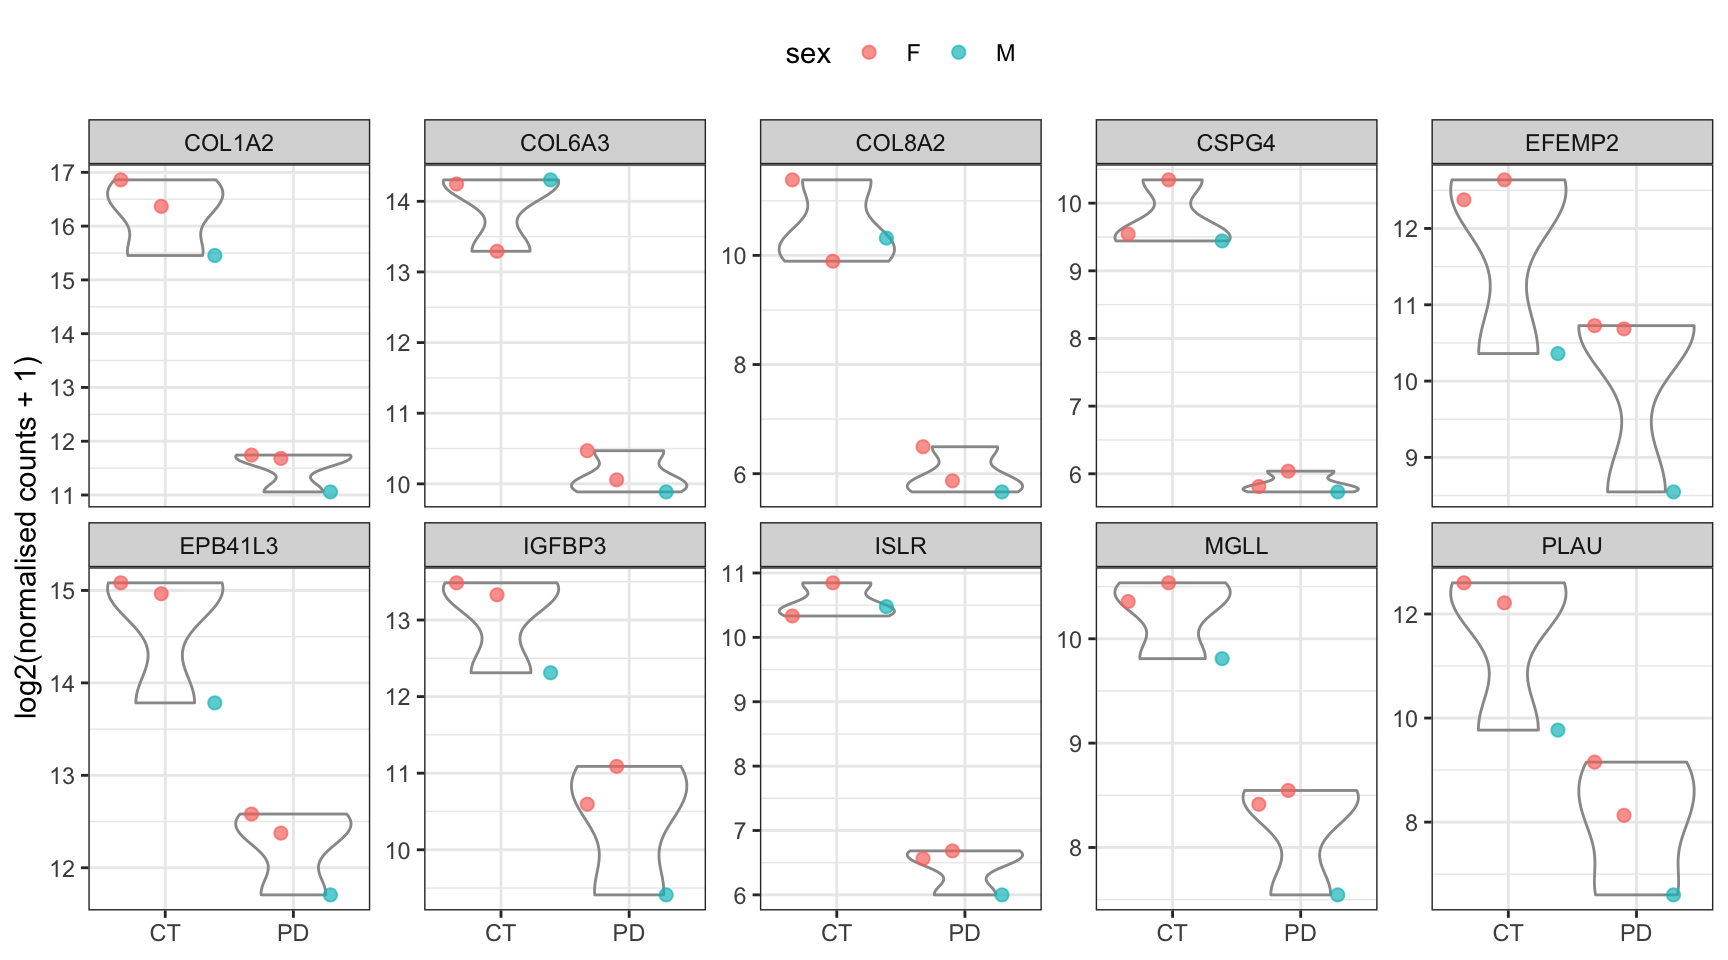 sex F M
COL1A2 COL6A3 COL8A2 CSPG4 EFEMP2
17 16 15 14 13 12 11
14 13 12 11 10
10 8 6
10 9 8 7 6
12 11 10 9
log2(normalised counts + 1)
EPB41L3 IGFBP3 ISLR MGLL PLAU
15 14 13 12
13 12 11 10
11 10 9 8 7 6
10 9 8
12 10 8
CT PD CT PD CT PD CT PD CT PD